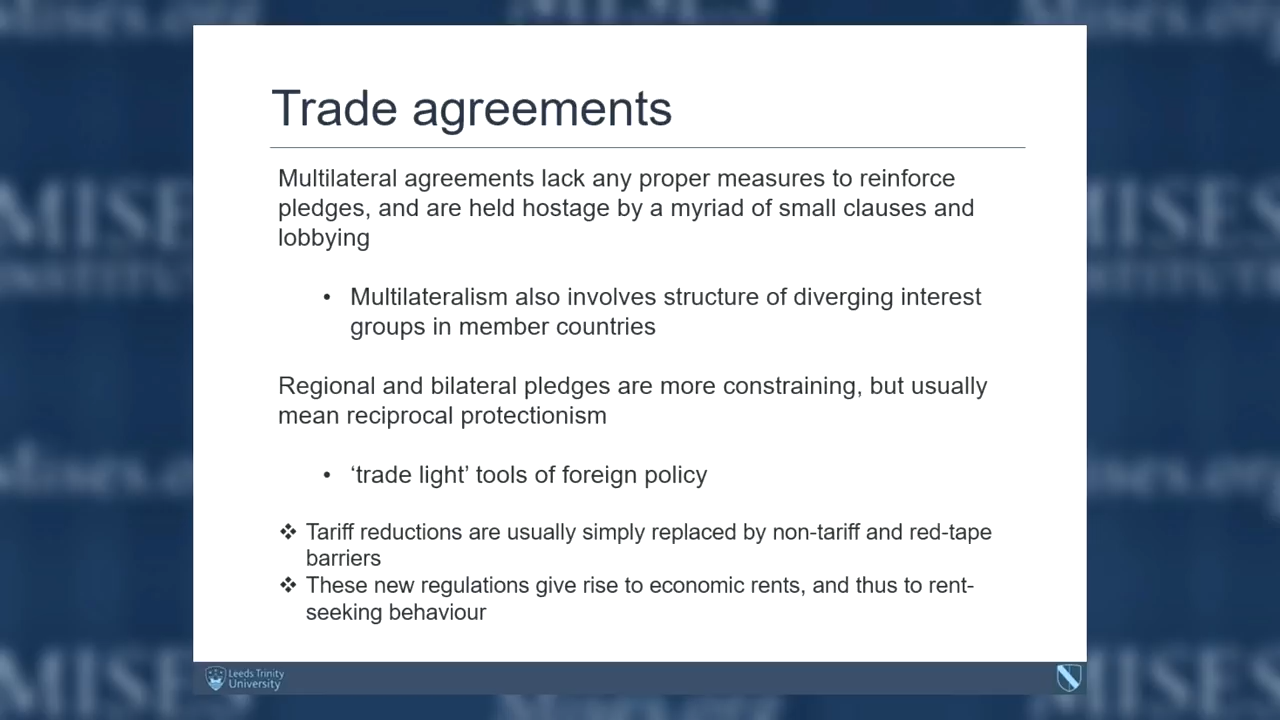 Trade agreements
Multilateral agreements lack any proper measures to reinforce
pledges, and are held hostage by a myriad of small clauses and
lobbying
• Multilateralism also involves structure of diverging interest
groups in member countries
Regional and bilateral pledges are more constraining, but usually
mean reciprocal protectionism
• ‘trade light’ tools of foreign policy
❖ Tariff reductions are usually simply replaced by non-tariff and red-tape
barriers
❖ These new regulations give rise to economic rents, and thus to rent-
seeking behaviour
Leeds Trinity
University